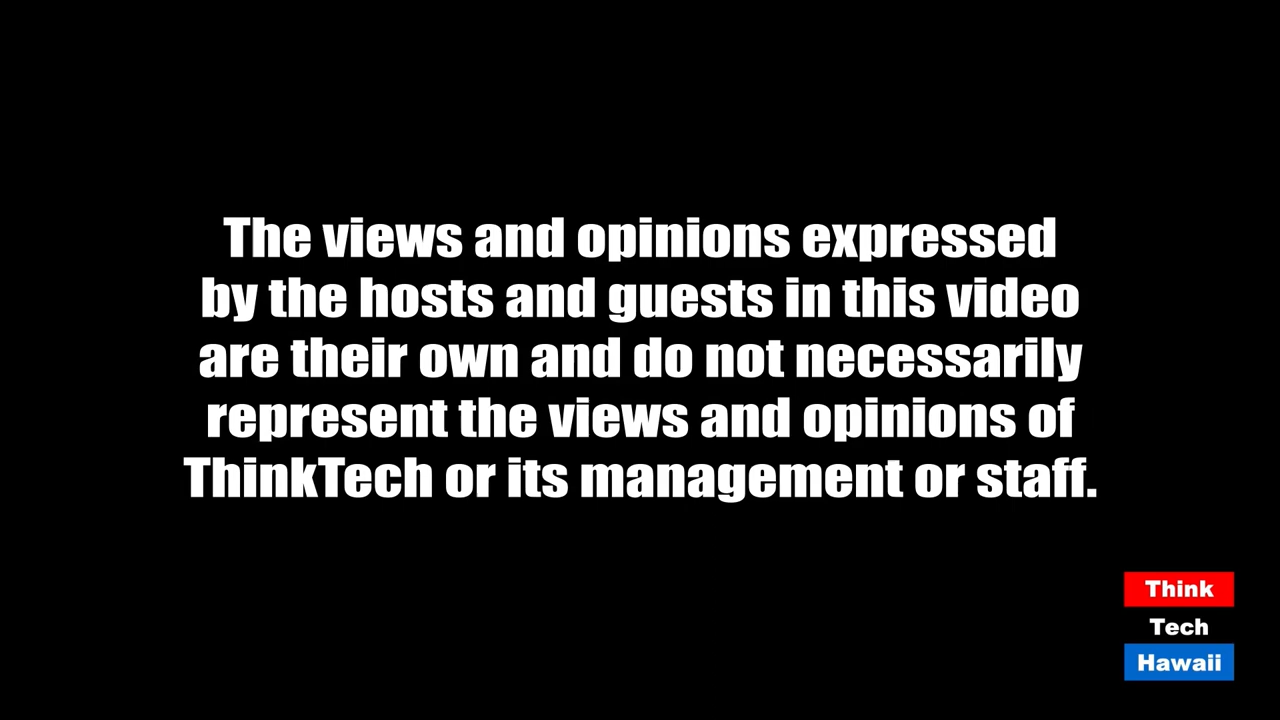 The views and opinions expressed
by the hosts and guests in this video
are their own and do not necessarily
represent the views and opinions of
ThinkTech or its management or staff.
Think
Tech
Hawaii